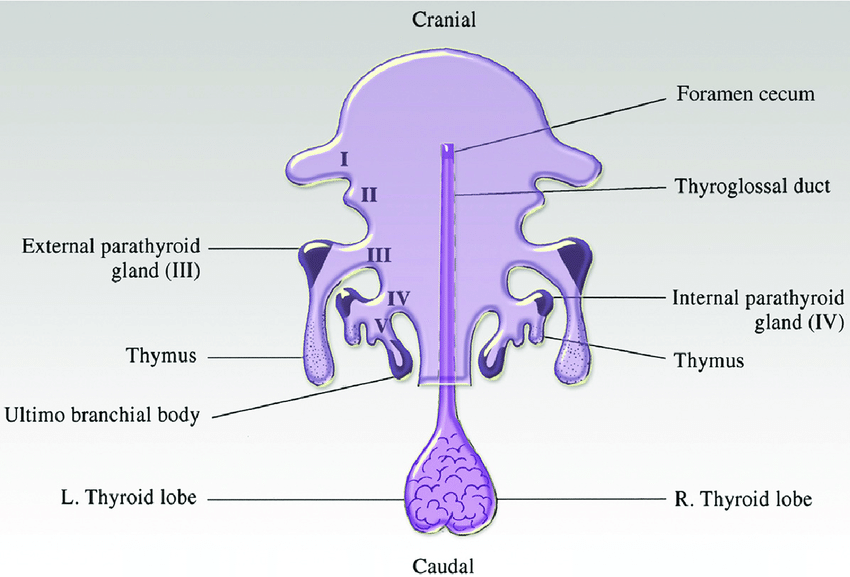 Cranial
Foramen cecum
I
Thyroglossal duct
II
External parathyroid
gland (III)
III
IV
Internal parathyroid
gland (IV)
V
Thymus
Thymus
Ultimo branchial body
L. Thyroid lobe
R. Thyroid lobe
Caudal